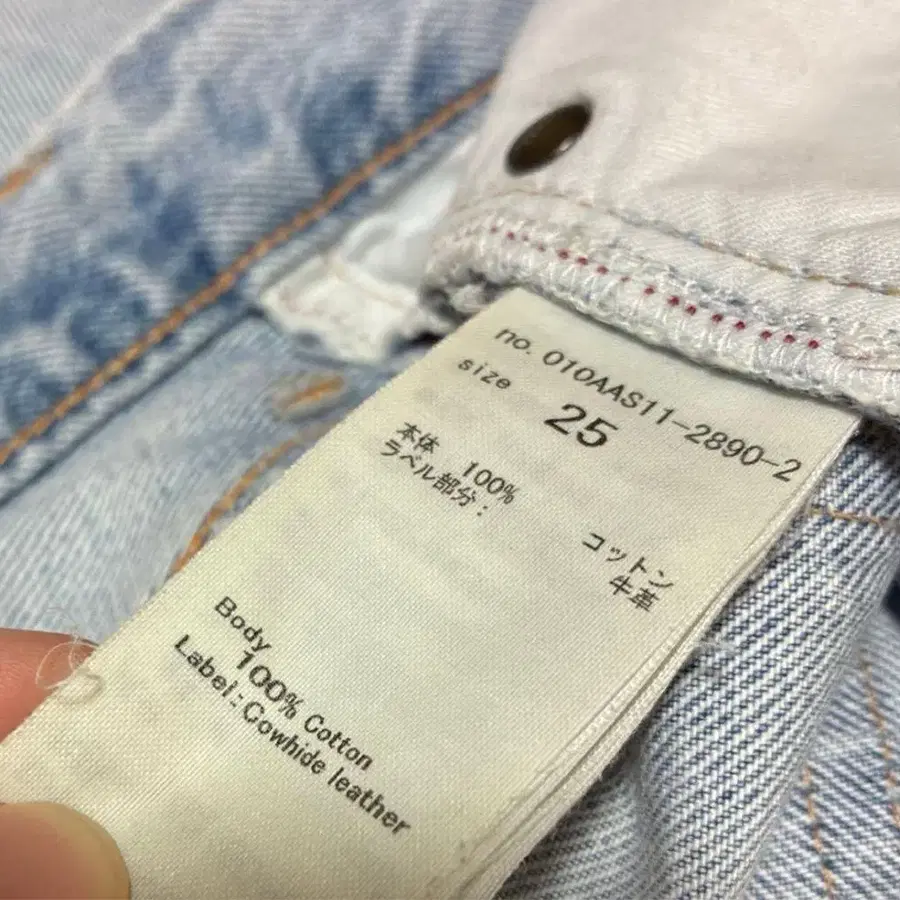 no. 010AAS11-2890-2
size 25
本体 100% コットン
ラベル部分： 牛革
Body
100% Cotton
Label:Cowhide leather